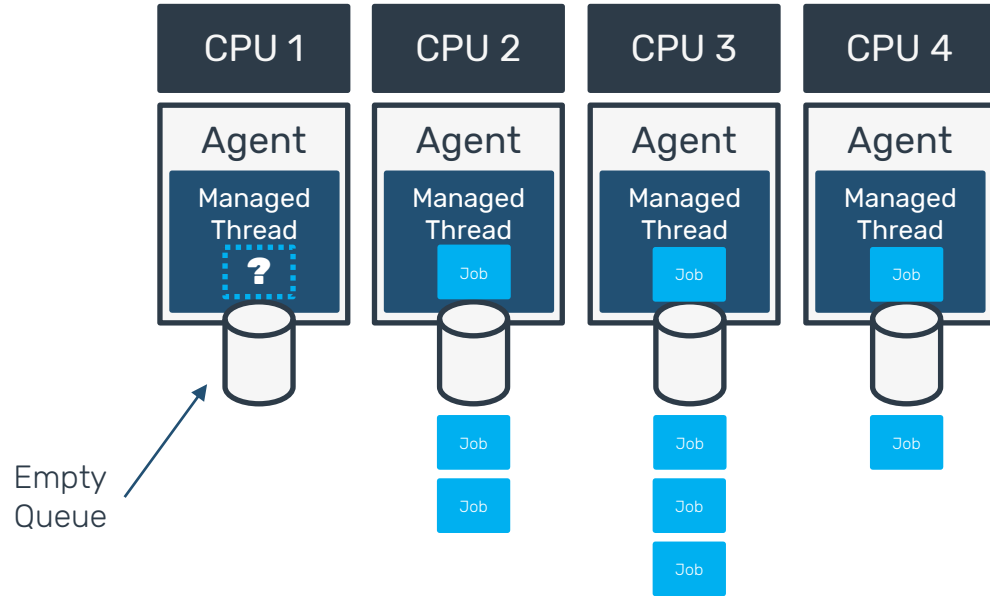 CPU 1
CPU 2
CPU 3
CPU 4
Agent
Agent
Agent
Agent
Managed
Thread
?
Managed
Thread
Job
Managed
Thread
Job
Managed
Thread
Job
Job
Job
Job
Empty
Queue
Job
Job
Job